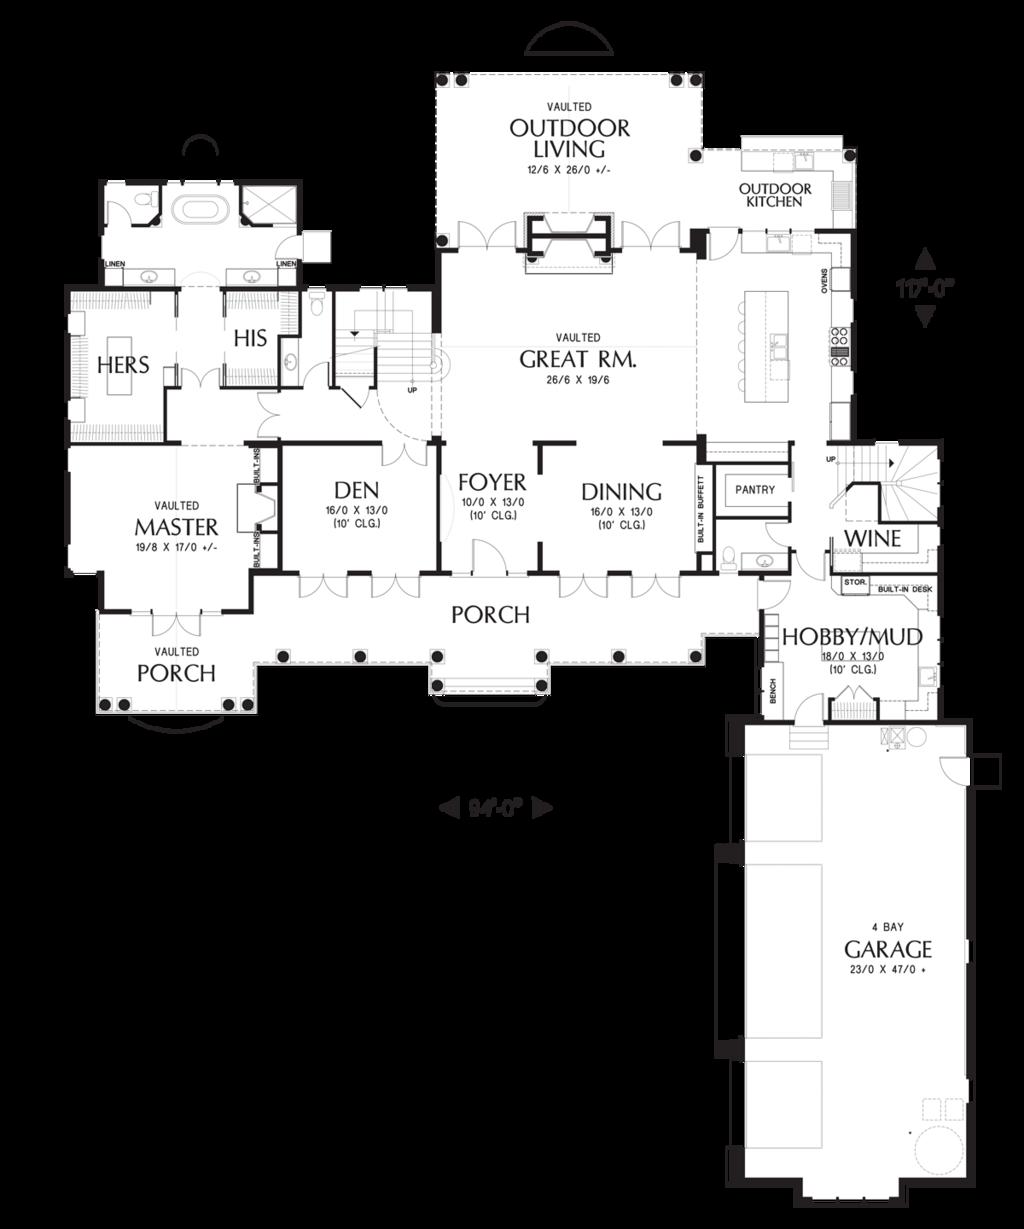 VAULTED
OUTDOOR
LIVING
12/6 X 26/0 +/-
OUTDOOR
KITCHEN
LINEN
LINEN
OVENS
117'-0"
HERS
HIS
VAULTED
GREAT RM.
26/6 X 19/6
UP
BUILT-INS
VAULTED
MASTER
19/8 X 17/0 +/-
BUILT-INS
DEN
16/0 X 13/0
(10' CLG.)
FOYER
10/0 X 13/0
(10' CLG.)
DINING
16/0 X 13/0
(10' CLG.)
BUILT-IN BUFFETT
PANTRY
UP
WINE
STOR.
BUILT-IN DESK
PORCH
HOBBY/MUD
18/0 X 13/0
(10' CLG.)
BENCH
VAULTED
PORCH
94'-0"
4 BAY
GARAGE
23/0 X 47/0 +